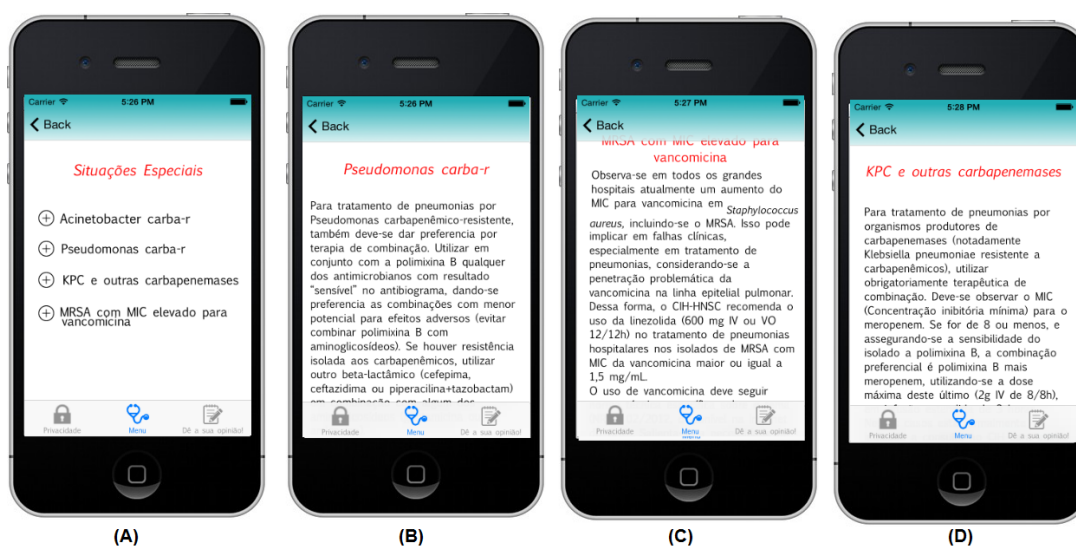 Carrier 5:26 PM
Back
Situações Especiais
Acinetobacter carba-r
Pseudomonas carba-r
KPC e outras carbapenemases
MRSA com MIC elevado para
vancomicina
Privacidade Menu Dê a sua opinião!
(A)
Carrier 5:26 PM
Back
Pseudomonas carba-r
Para tratamento de pneumonias por
Pseudomonas carbapenêmico-resistente,
também deve-se dar preferencia por
terapia de combinação. Utilizar em
conjunto com a polimixina B qualquer
dos antimicrobianos com resultado
"sensível" no antibiograma, dando-se
preferencia as combinações com menor
potencial para efeitos adversos (evitar
combinar polimixina B com
aminoglicosídeos). Se houver resistência
isolada aos carbapenêmicos, utilizar
outro beta-lactâmico (cefepima,
ceftazidima ou piperacilina+tazobactam)
em combinação com algum dos
Privacidade Menu Dê a sua opinião!
(B)
Carrier 5:27 PM
Back
MRSA com MIC elevado para
vancomicina
Observa-se em todos os grandes
hospitais atualmente um aumento do
MIC para vancomicina em Staphylococcus
aureus, incluindo-se o MRSA. Isso pode
implicar em falhas clínicas,
especialmente em tratamento de
pneumonias, considerando-se a
penetração problemática da
vancomicina na linha epitelial pulmonar.
Dessa forma, o CIH-HNSC recomenda o
uso da linezolida (600 mg IV ou VO
12/12h) no tratamento de pneumonias
hospitalares nos isolados de MRSA com
MIC da vancomicina maior ou igual a
1,5 mg/mL.
O uso de vancomicina deve seguir
Privacidade Menu Dê a sua opinião!
(C)
Carrier 5:28 PM
Back
KPC e outras carbapenemases
Para tratamento de pneumonias por
organismos produtores de
carbapenemases (notadamente
Klebsiella pneumoniae resistente a
carbapenêmicos), utilizar
obrigatoriamente terapêutica de
combinação. Deve-se observar o MIC
(Concentração inibitória mínima) para o
meropenem. Se for de 8 ou menos, e
assegurando-se a sensibilidade do
isolado a polimixina B, a combinação
preferencial é polimixina B mais
meropenem, utilizando-se a dose
máxima deste último (2g IV de 8/8h),
Privacidade Menu Dê a sua opinião!
(D)